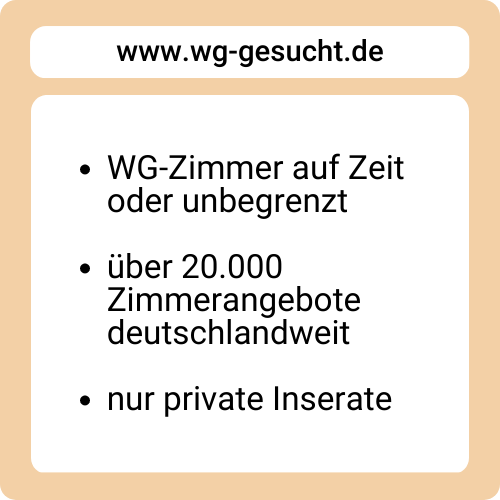 www.wg-gesucht.de
• WG-Zimmer auf Zeit
oder unbegrenzt
• über 20.000
Zimmerangebote
deutschlandweit
• nur private Inserate